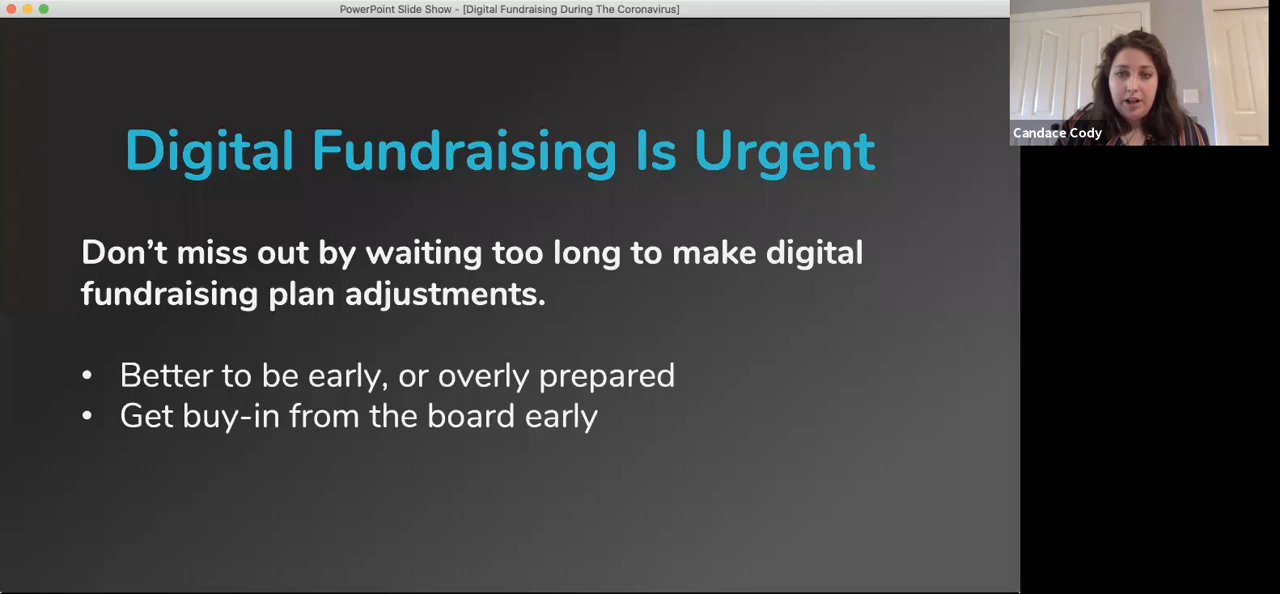 PowerPoint Slide Show - [Digital Fundraising During The Coronavirus]
Digital Fundraising Is Urgent
Don’t miss out by waiting too long to make digital
fundraising plan adjustments.
• Better to be early, or overly prepared
• Get buy-in from the board early
Candace Cody